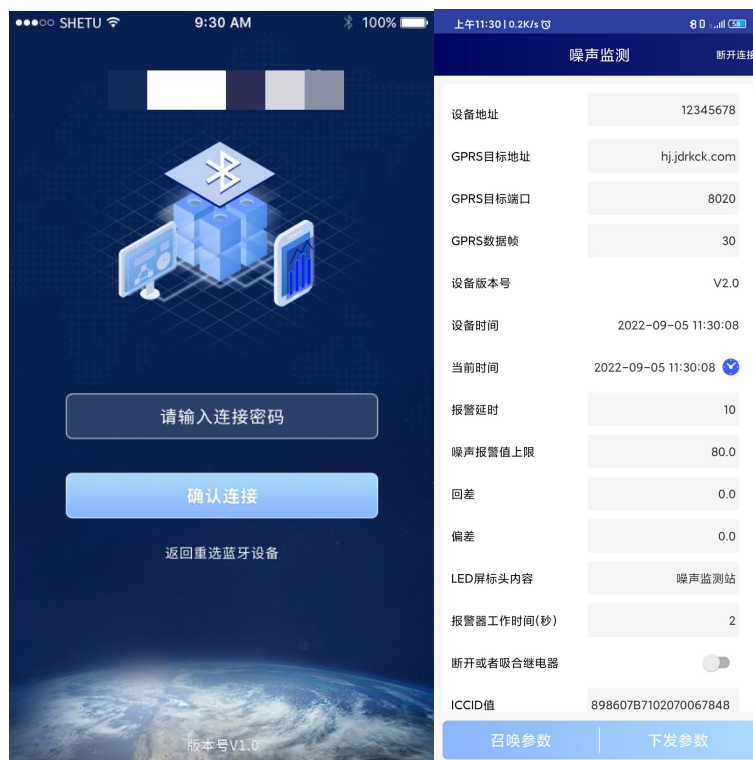 SHETU 9:30 AM 100%
请输入连接密码
确认连接
返回重选蓝牙设备
版本号V1.0
上午11:30 | 0.2K/s 58
噪声监测 断开连接
设备地址 12345678
GPRS目标地址 hj.jdrkck.com
GPRS目标端口 8020
GPRS数据帧 30
设备版本号 V2.0
设备时间 2022-09-05 11:30:08
当前时间 2022-09-05 11:30:08
报警延时 10
噪声报警值上限 80.0
回差 0.0
偏差 0.0
LED屏标头内容 噪声监测站
报警器工作时间(秒) 2
断开或者吸合继电器
ICCID值 898607B7102070067848
召唤参数 下发参数